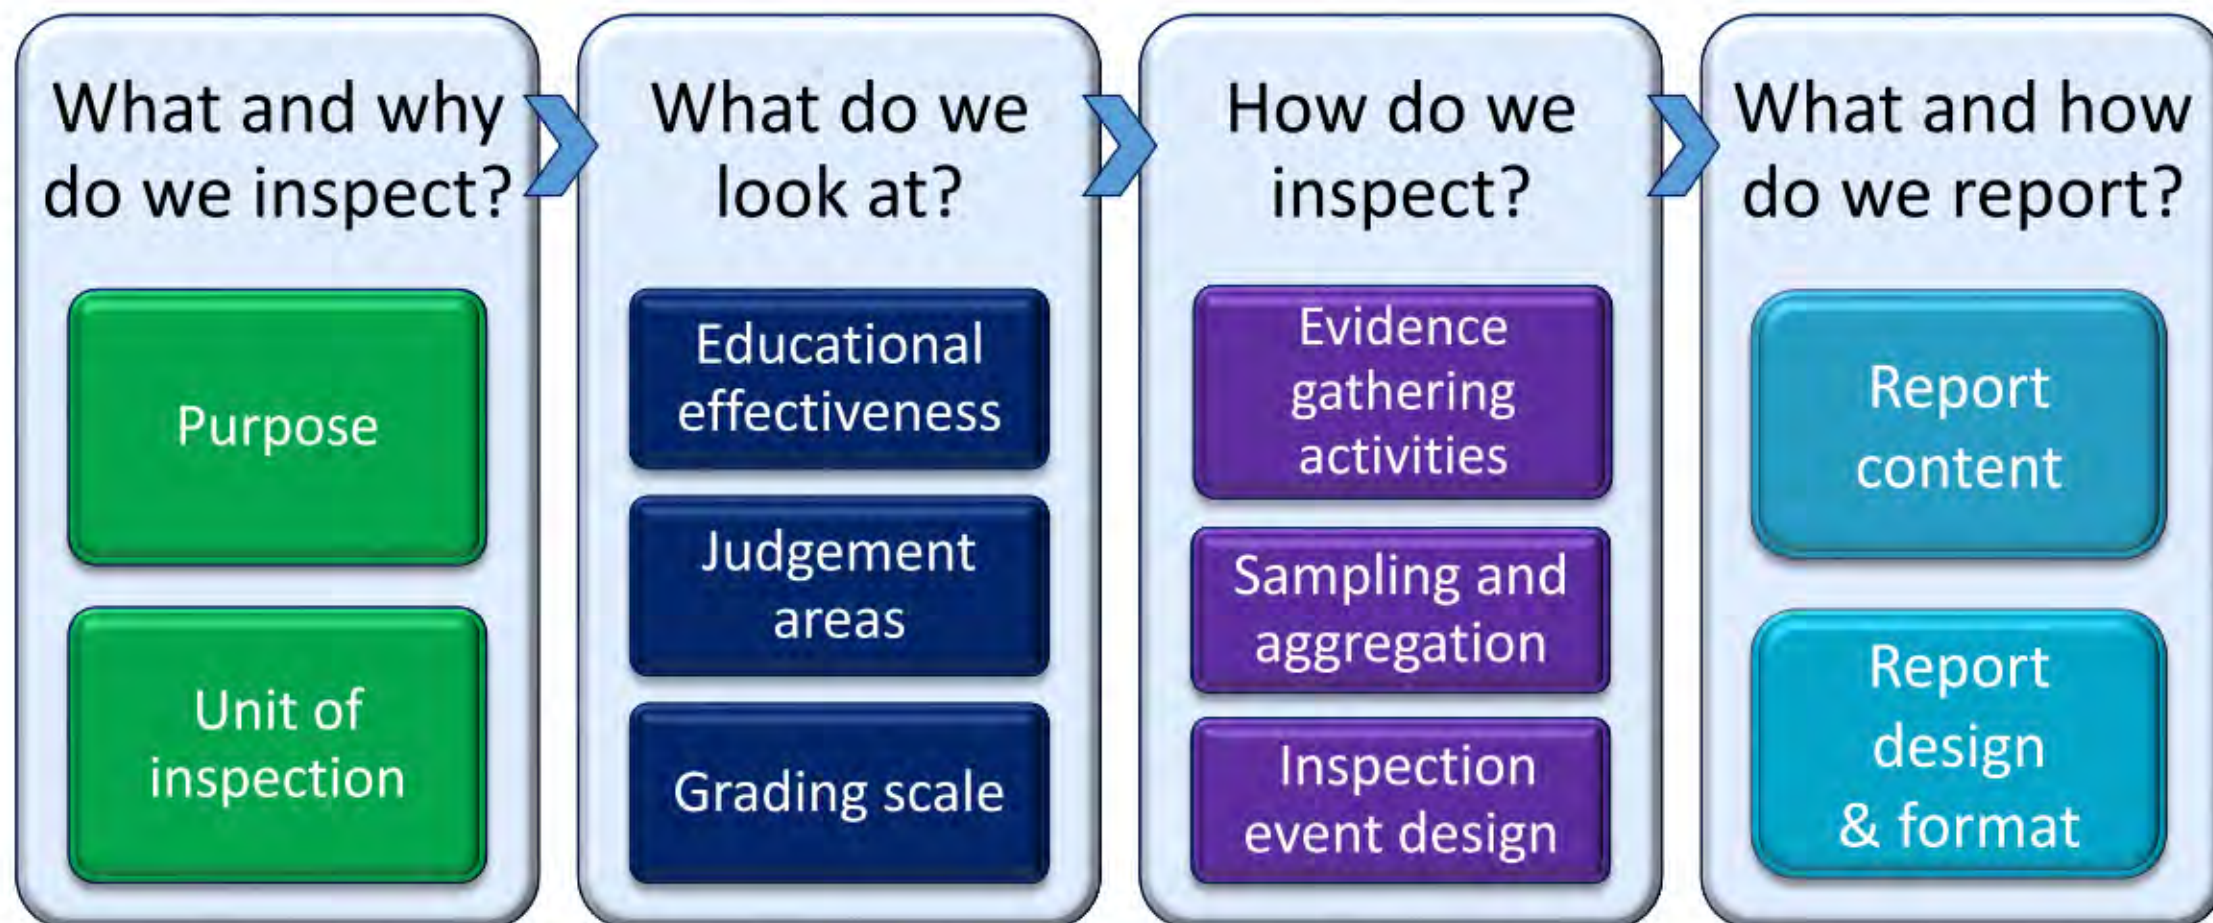 What and why
do we inspect?
Purpose
Unit of
inspection
What do we
look at?
Educational
effectiveness
Judgement
areas
Grading scale
How do we
inspect?
Evidence
gathering
activities
Sampling and
aggregation
Inspection
event design
What and how
do we report?
Report
content
Report
design
& format